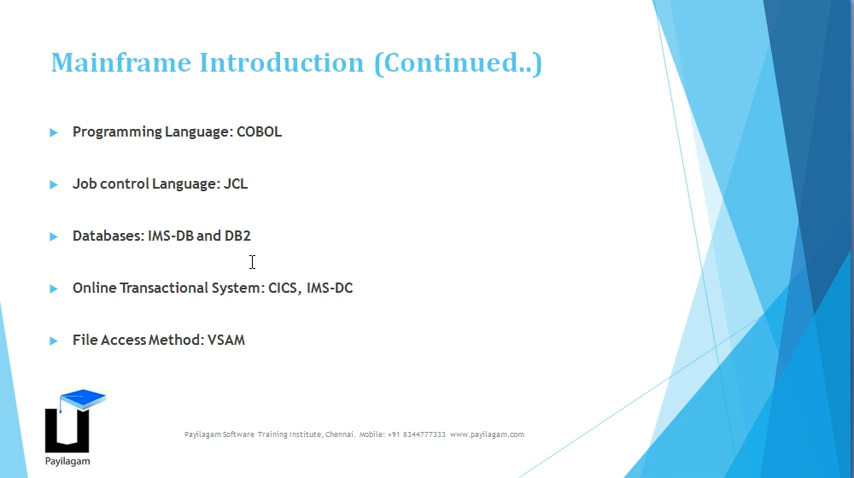 Mainframe Introduction (Continued..)
Programming Language: COBOL
Job control Language: JCL
Databases: IMS-DB and DB2
Online Transactional System: CICS, IMS-DC
File Access Method: VSAM
Payilagam
Payilagam Software Training Institute, Chennai. Mobile: +91 8344777333 www.payilagam.com